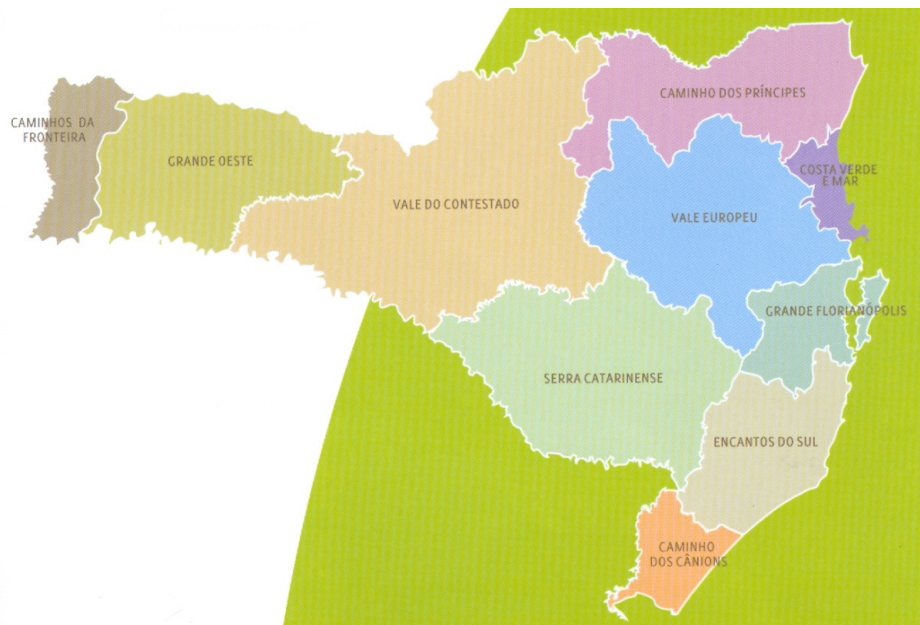 CAMINHO DOS PRÍNCIPES
CAMINHOS DA
FRONTEIRA
GRANDE OESTE
COSTA VERDE
E MAR
VALE DO CONTESTADO
VALE EUROPEU
GRANDE FLORIANÓPOLIS
SERRA CATARINENSE
ENCANTOS DO SUL
CAMINHO
DOS CÂNIONS